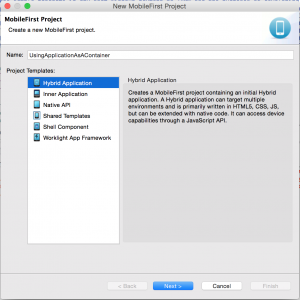 New MobileFirst Project
MobileFirst Project
Create a new MobileFirst project.
Name: UsingApplicationAsAContainer
Project Templates:
Hybrid Application
Inner Application
Native API
Shared Templates
Shell Component
Worklight App Framework
Hybrid Application
Creates a MobileFirst project containing an initial Hybrid
application. A Hybrid application can target multiple
environments and is primarily written in HTML5, CSS, JS,
but can be extended with native code. It can access device
capabilities through a JavaScript API.
?
< Back
Next >
Cancel
Finish